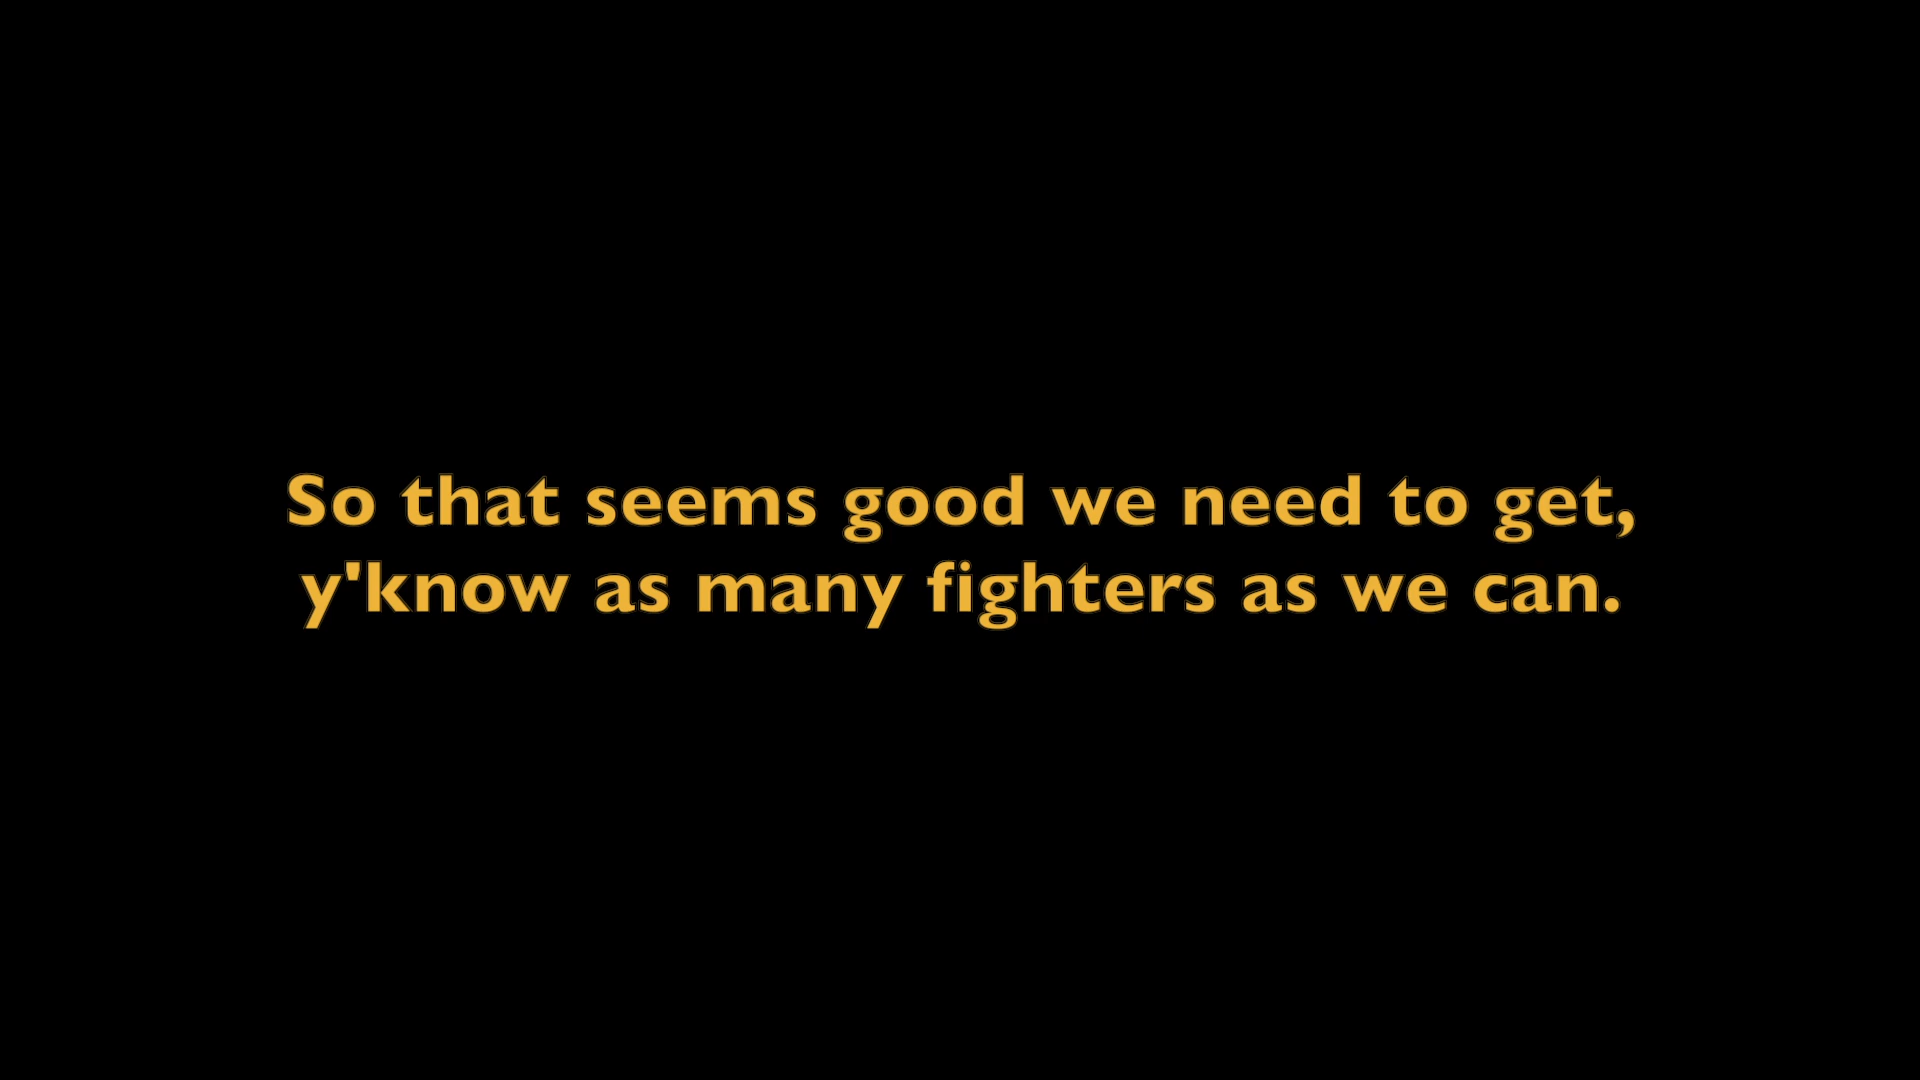 So that seems good we need to get,
y'know as many fighters as we can.